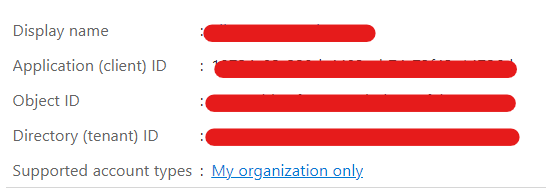 Display name :
Application (client) ID :
Object ID :
Directory (tenant) ID :
Supported account types : My organization only